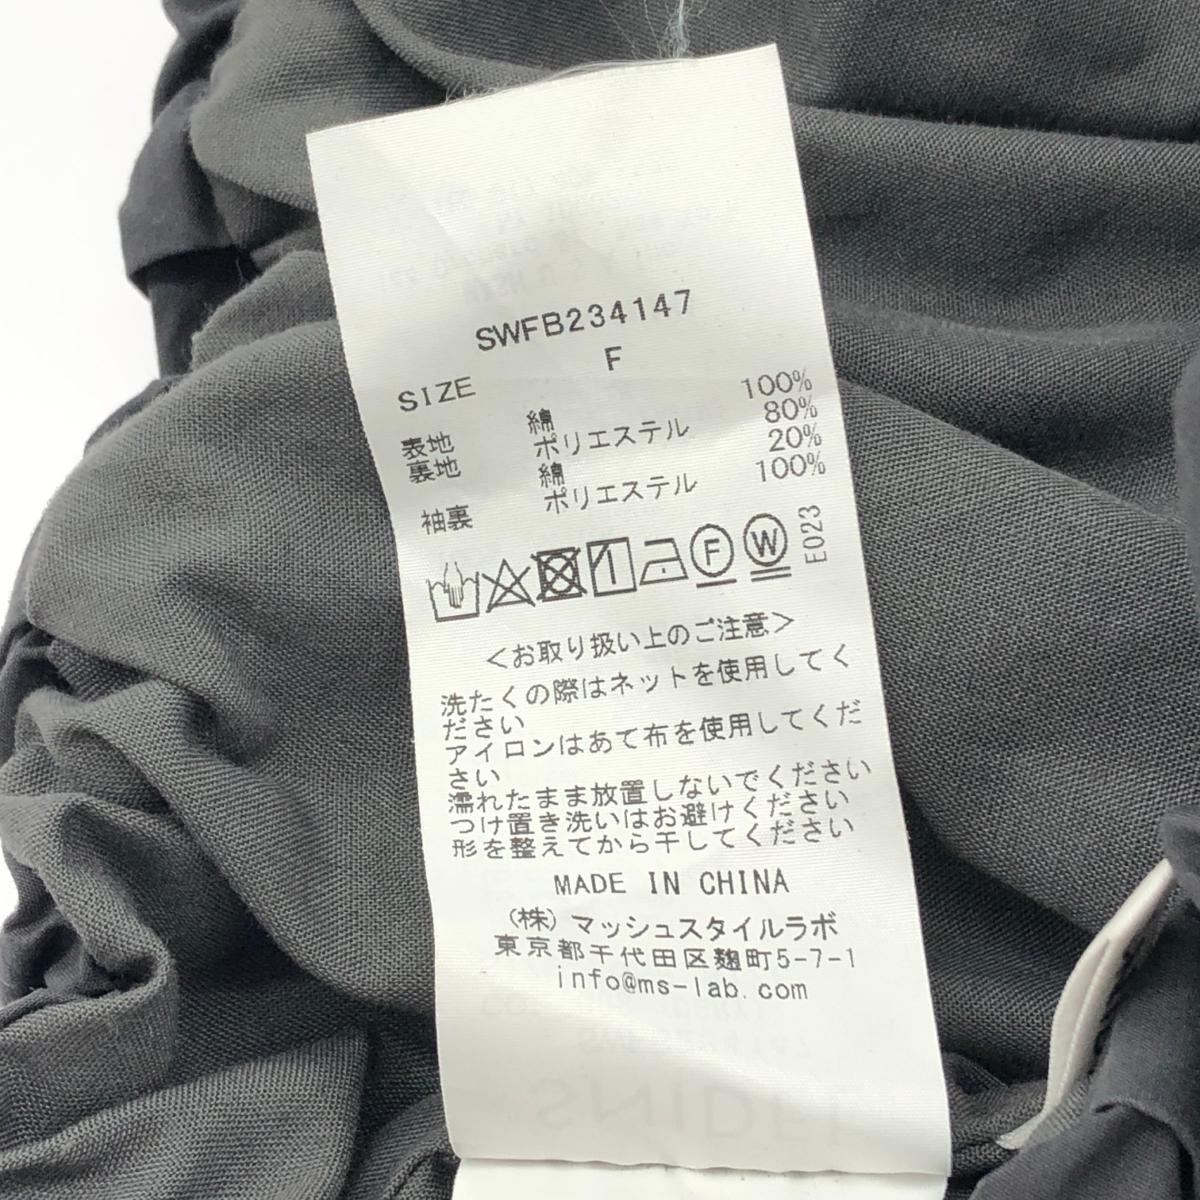 SWFB234147
SIZE F
表地 綿 100%
裏地 ポリエステル 80%
綿 20%
袖裏 ポリエステル 100%
F W E023
<お取り扱い上のご注意>
洗たくの際はネットを使用してく
ださい
アイロンはあて布を使用してくだ
さい
濡れたまま放置しないでください
つけ置き洗いはお避けください
形を整えてから干してください
MADE IN CHINA
(株)マッシュスタイルラボ
東京都千代田区麹町5-7-1
info@ms-lab.com